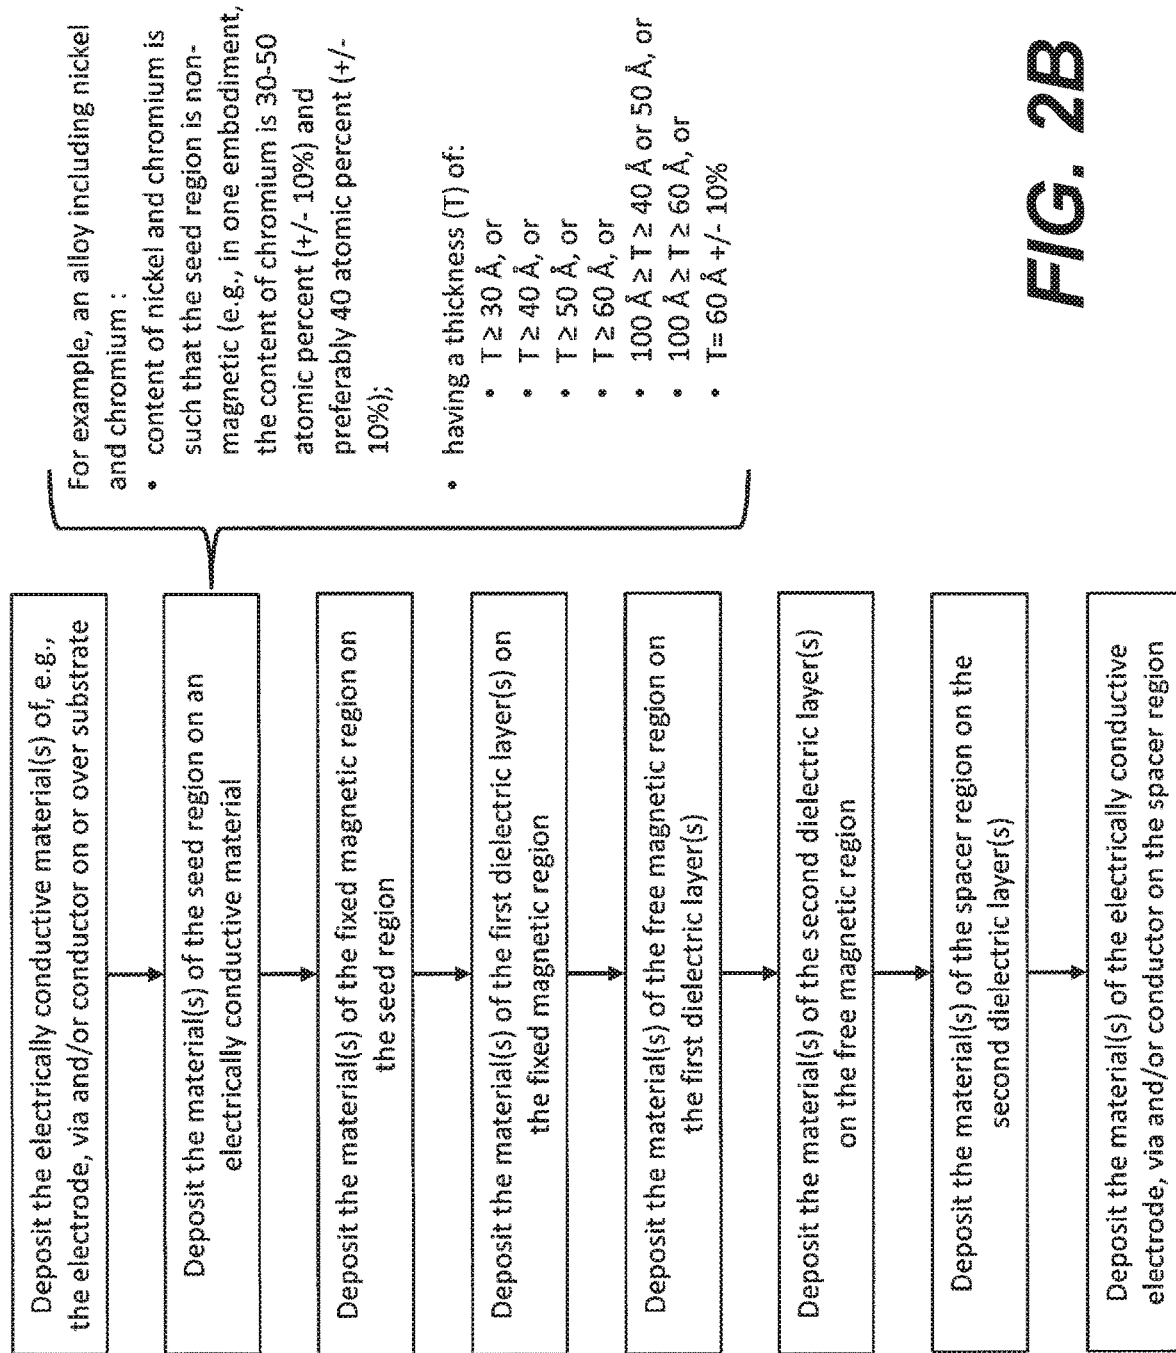 Deposit the electrically conductive material(s) of, e.g.,
the electrode, via and/or conductor on or over substrate
Deposit the material(s) of the seed region on an
electrically conductive material
Deposit the material(s) of the fixed magnetic region on
the seed region
Deposit the material(s) of the first dielectric layer(s) on
the fixed magnetic region
Deposit the material(s) of the free magnetic region on
the first dielectric layer(s)
Deposit the material(s) of the second dielectric layer(s)
on the free magnetic region
Deposit the material(s) of the spacer region on the
second dielectric layer(s)
Deposit the material(s) of the electrically conductive
electrode, via and/or conductor on the spacer region
For example, an alloy including nickel
and chromium :
• content of nickel and chromium is
such that the seed region is non-
magnetic (e.g., in one embodiment,
the content of chromium is 30-50
atomic percent (+/- 10%) and
preferably 40 atomic percent (+/-
10%);
• having a thickness (T) of:
• T ≥ 30 Å, or
• T ≥ 40 Å, or
• T ≥ 50 Å, or
• T ≥ 60 Å, or
• 100 Å ≥ T ≥ 40 Å or 50 Å, or
• 100 Å ≥ T ≥ 60 Å, or
• T= 60 Å +/- 10%
FIG. 2B